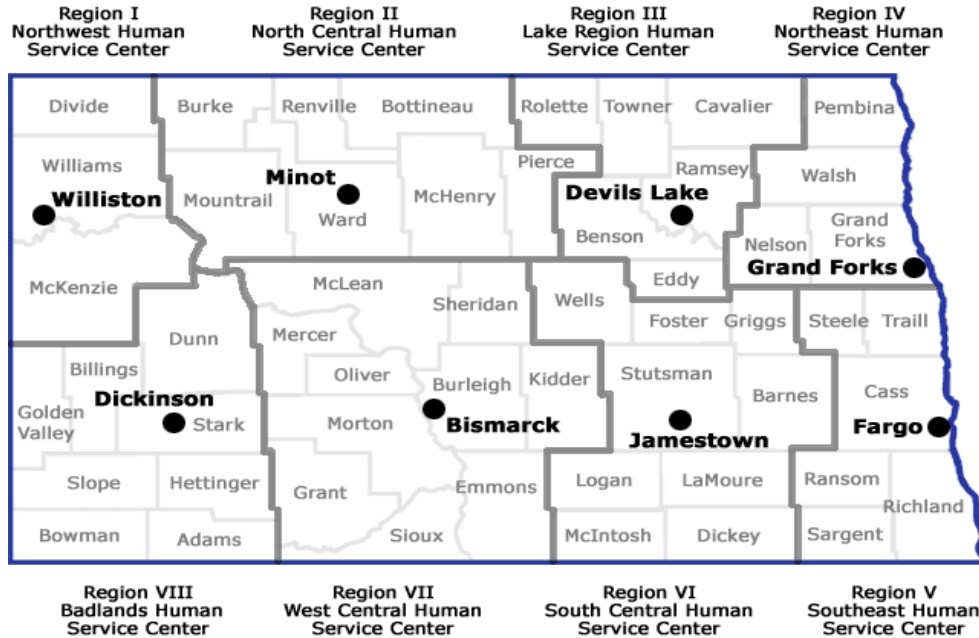 Region I
Northwest Human
Service Center
Region II
North Central Human
Service Center
Region III
Lake Region Human
Service Center
Region IV
Northeast Human
Service Center
Divide
Burke
Renville
Bottineau
Rolette
Towner
Cavalier
Pembina
Williams
Pierce
Ramsey
Walsh
Williston
Mountrail
Minot
Ward
McHenry
Devils Lake
Benson
Nelson
Grand
Forks
Grand Forks
McKenzie
McLean
Sheridan
Wells
Eddy
Dunn
Mercer
Foster
Griggs
Steele
Traill
Billings
Oliver
Burleigh
Kidder
Stutsman
Barnes
Cass
Golden
Valley
Dickinson
Stark
Morton
Bismarck
Jamestown
Fargo
Slope
Hettinger
Grant
Emmons
Logan
LaMoure
Ransom
Richland
Bowman
Adams
Sioux
McIntosh
Dickey
Sargent
Region VIII
Badlands Human
Service Center
Region VII
West Central Human
Service Center
Region VI
South Central Human
Service Center
Region V
Southeast Human
Service Center